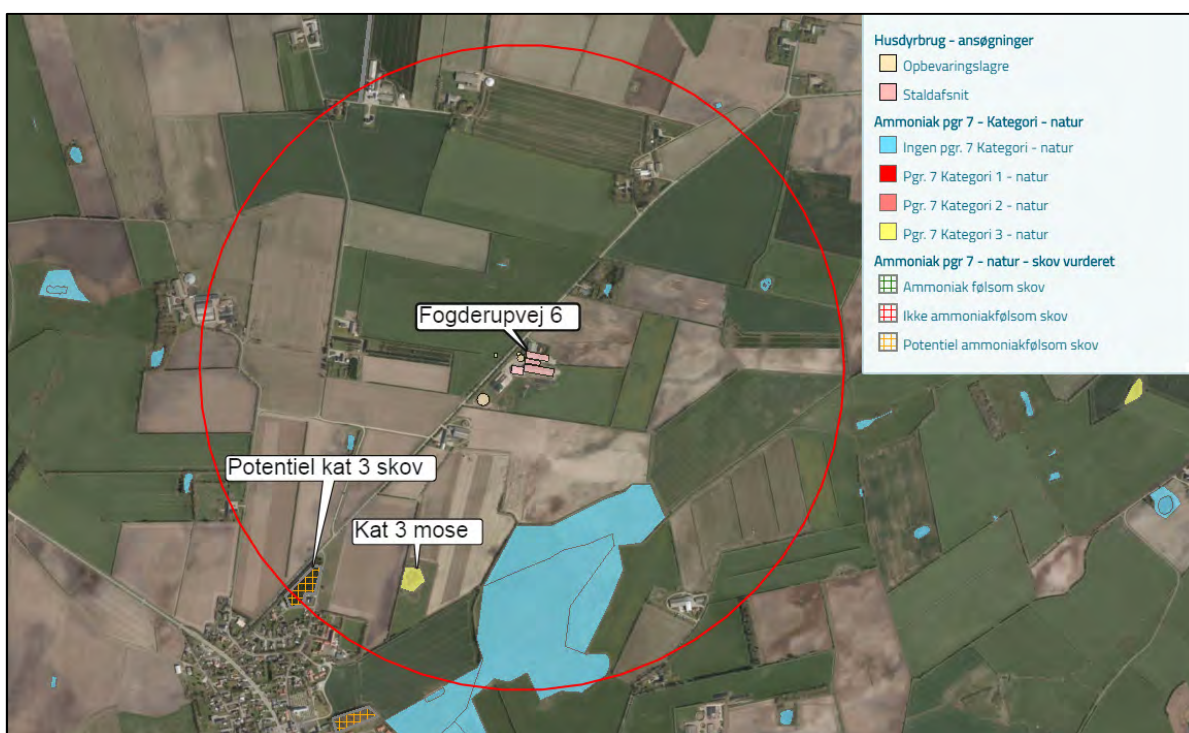 Husdyrbrug - ansøgninger
Opbevaringslagre
Staldafsnit
Ammoniak pgr 7 - Kategori - natur
Ingen pgr. 7 Kategori - natur
Pgr. 7 Kategori 1 - natur
Pgr. 7 Kategori 2 - natur
Pgr. 7 Kategori 3 - natur
Ammoniak pgr 7 - natur - skov vurderet
Ammoniak følsom skov
Ikke ammoniakfølsom skov
Potentiel ammoniakfølsom skov
Fogderupvej 6
Potentiel kat 3 skov
Kat 3 mose